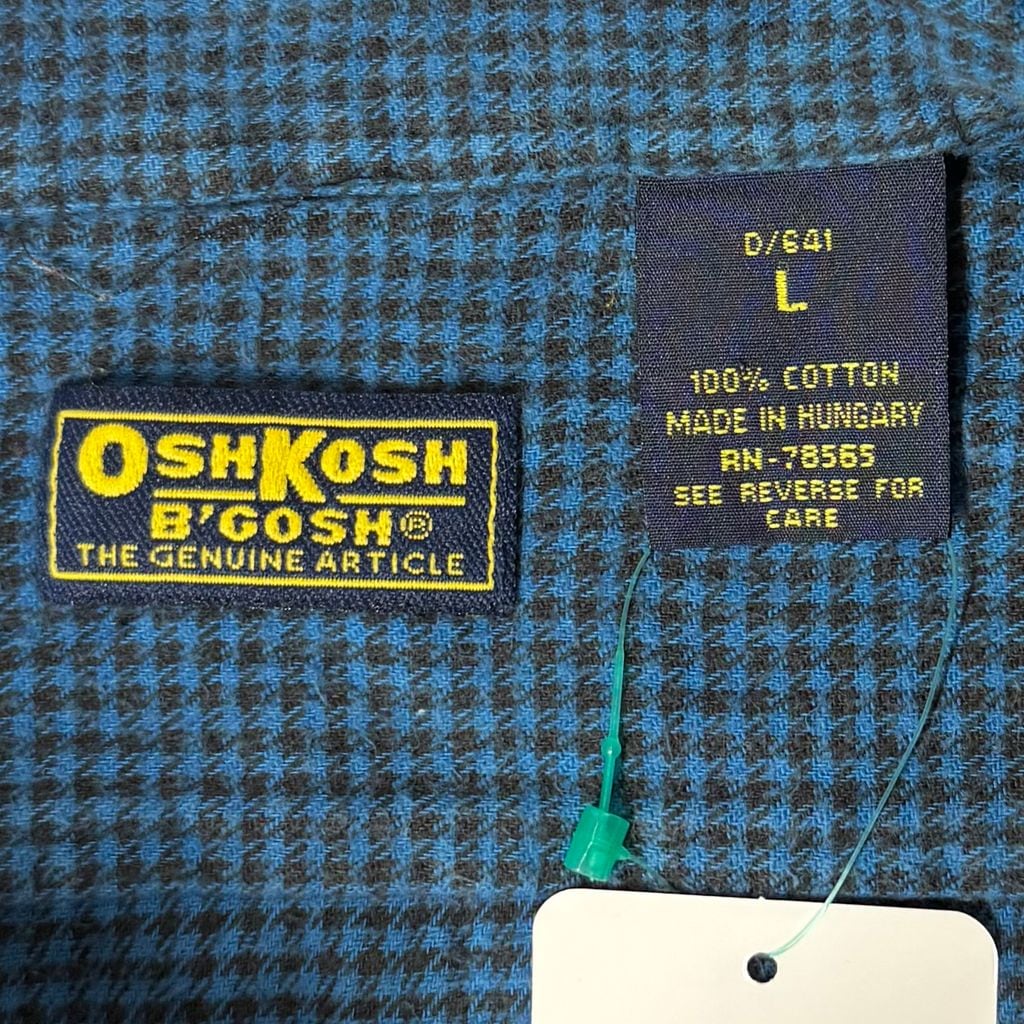 OSHKOSH
B'GOSH®
THE GENUINE ARTICLE
D/641
L
100% COTTON
MADE IN HUNGARY
RN-78565
SEE REVERSE FOR
CARE